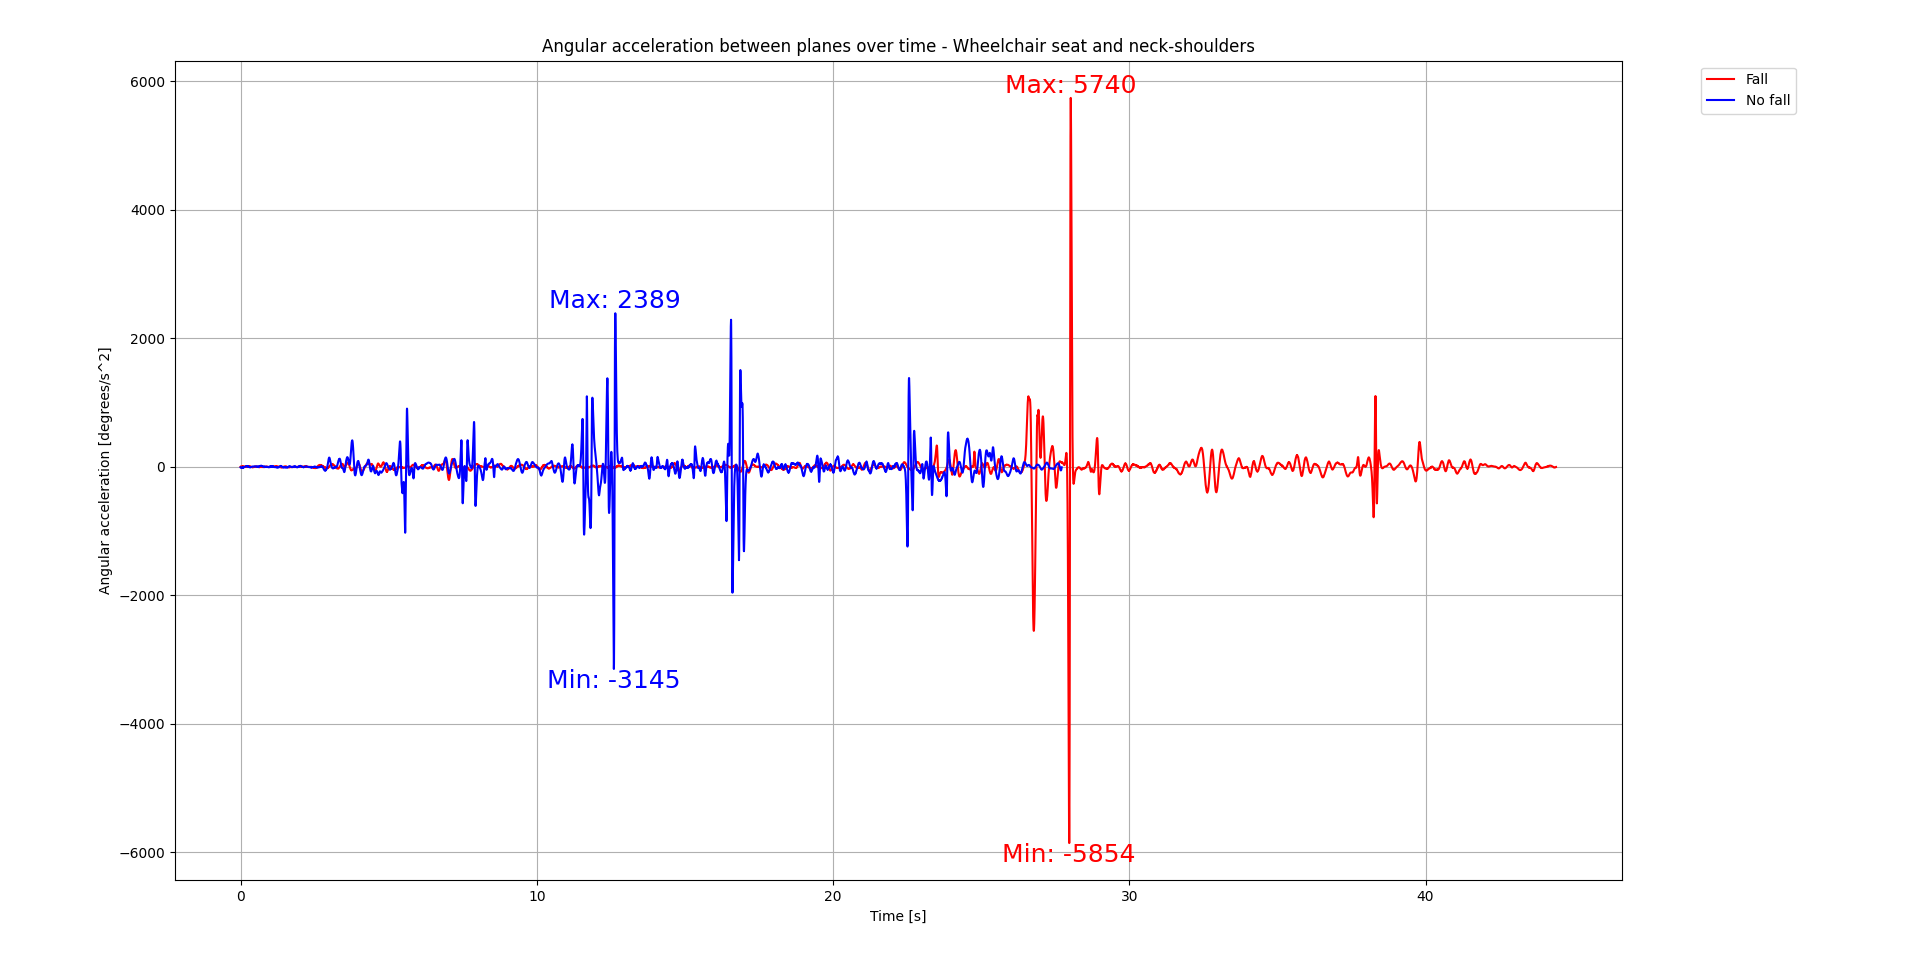 Angular acceleration between planes over time - Wheelchair seat and neck-shoulders
Fall
No fall
Max: 5740
Max: 2389
Min: -3145
Min: -5854
Angular acceleration [degrees/s^2]
6000
4000
2000
0
−2000
−4000
−6000
0
10
20
30
40
Time [s]